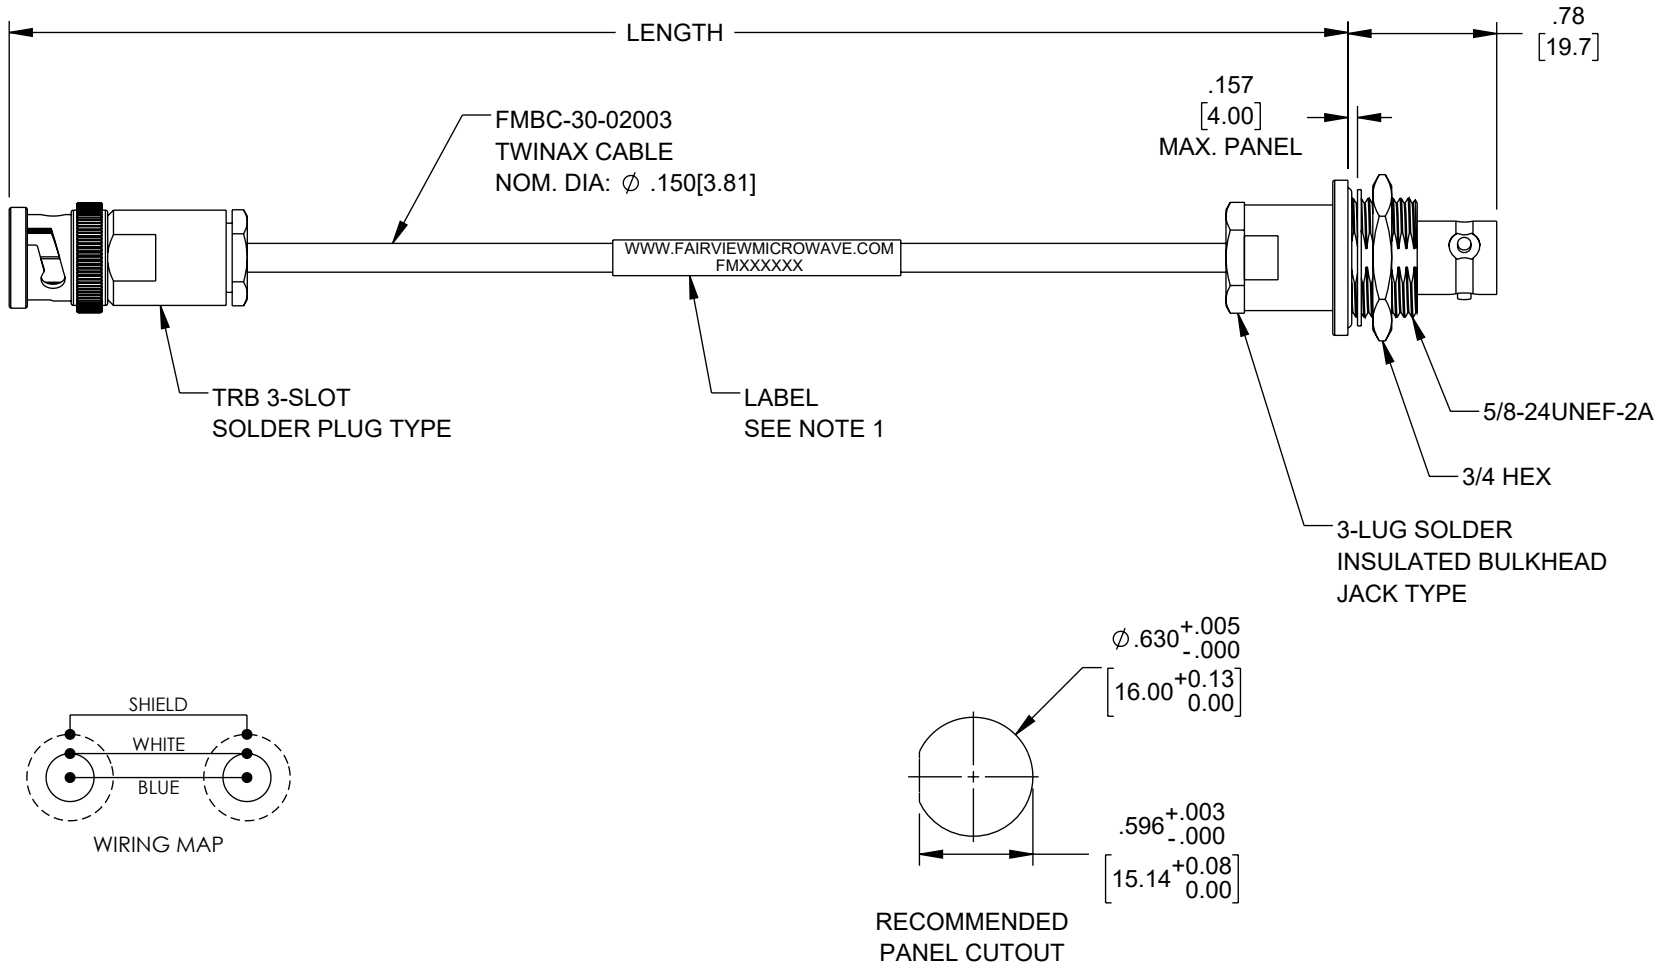 LENGTH
.78
[19.7]
.157
[4.00]
MAX. PANEL
FMBC-30-02003
TWINAX CABLE
NOM. DIA: ∅ .150[3.81]
WWW.FAIRVIEWMICROWAVE.COM
FMXXXXXX
TRB 3-SLOT
SOLDER PLUG TYPE
LABEL
SEE NOTE 1
5/8-24UNEF-2A
3/4 HEX
3-LUG SOLDER
INSULATED BULKHEAD
JACK TYPE
∅.630 +.005
-.000
[16.00 +0.13
0.00]
SHIELD
WHITE
BLUE
WIRING MAP
.596 +.003
-.000
[15.14 +0.08
0.00]
RECOMMENDED
PANEL CUTOUT